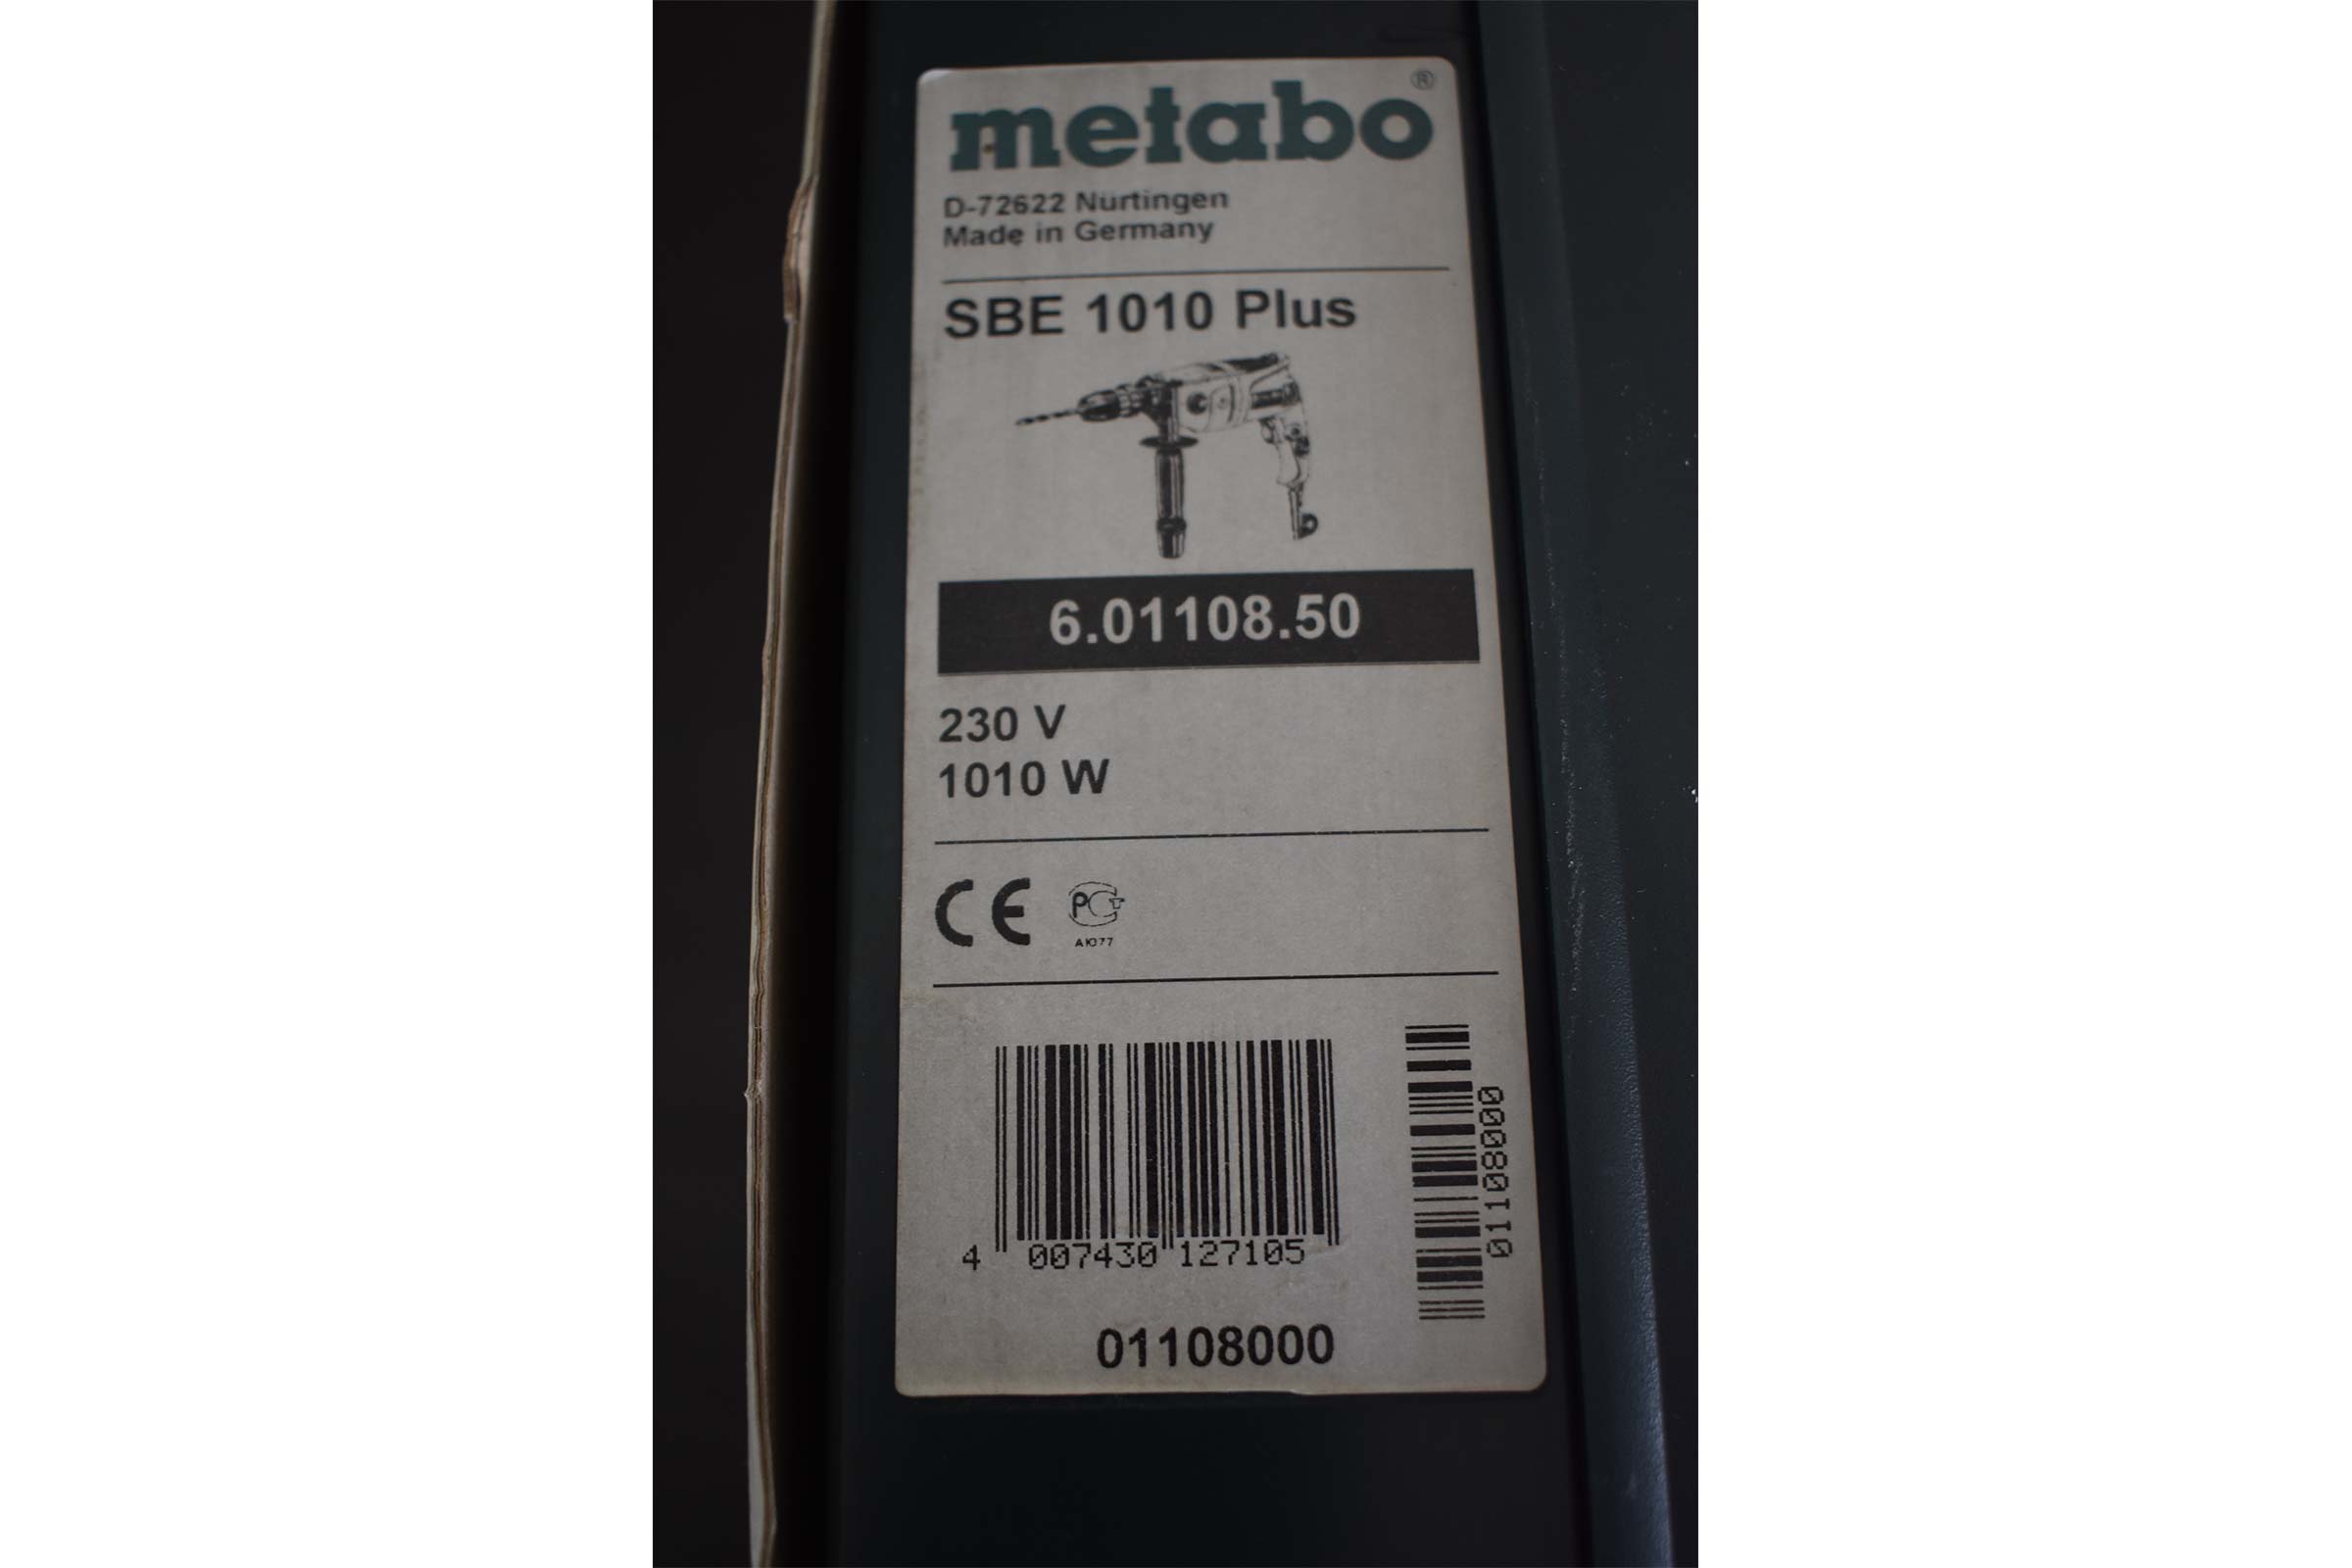 metabo®
D-72622 Nürtingen
Made in Germany
SBE 1010 Plus
6.01108.50
230 V
1010 W
CE
4 007430 127105
01108000
01108000